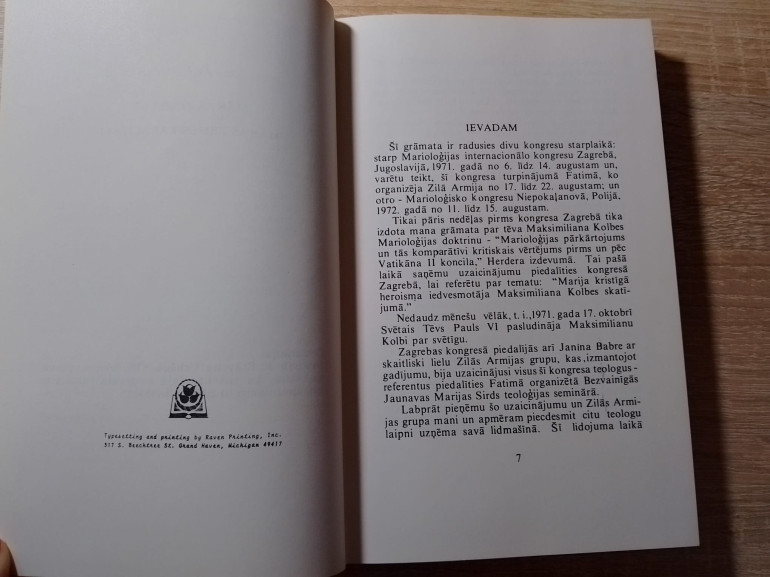 Typesetting and printing by Raven Printing, Inc.
517 S. Beechtree St. Grand Haven, Michigan 49417
IEVADAM
Šī grāmata ir radusies divu kongresu starplaikā:
starp Marioloģijas internacionālo kongresu Zagrebā,
Jugoslavijā, 1971. gadā no 6. līdz 14. augustam un,
varētu teikt, šī kongresa turpinājumā Fatimā, ko
organizēja Zilā Armija no 17. līdz 22. augustam; un
otro - Marioloģisko Kongresu Niepokaļanovā, Polijā,
1972. gadā no 11. līdz 15. augustam.
Tikai pāris nedēļas pirms kongresa Zagrebā tika
izdota mana grāmata par tēva Maksimiliana Kolbes
Marioloģijas doktrinu - “Marioloģijas pārkārtojums
un tās komparātīvi kritiskais vērtējums pirms un pēc
Vatikāna II koncila,” Herdera izdevumā. Tai pašā
laikā saņēmu uzaicinājumu piedalīties kongresā
Zagrebā, lai referētu par tematu: “Marija kristīgā
heroisma iedvesmotāja Maksimiliana Kolbes skatī-
jumā.”
Nedaudz mēnešu vēlāk, t. i.,1971. gada 17. oktobrī
Svētais Tēvs Pauls VI pasludināja Maksimilianu
Kolbi par svētīgu.
Zagrebas kongresā piedalījās arī Janina Babre ar
skaitliski lielu Zilās Armijas grupu, kas ,izmantojot
gadījumu, bija uzaicinājusi visus šī kongresa teologus-
referentus piedalīties Fatimā organizētā Bezvainīgās
Jaunavas Marijas Sirds teoloģijas seminārā.
Labprāt pieņēmu šo uzaicinājumu un Zilās Armi-
jas grupa mani un apmēram piecdesmit citu teologu
laipni uzņēma savā lidmašīnā. Šī lidojuma laikā
7